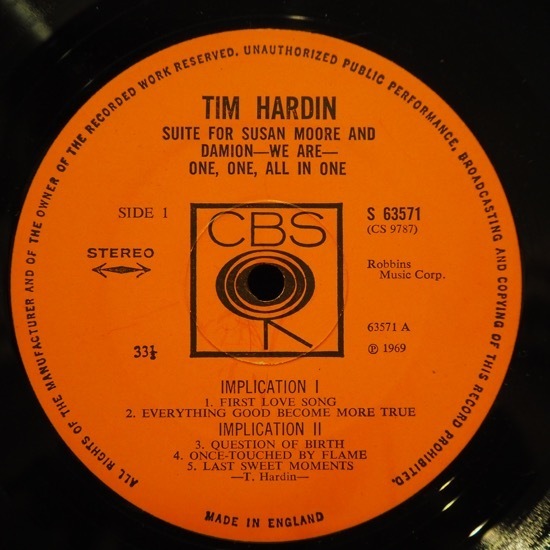 ALL RIGHTS OF THE MANUFACTURER AND OF THE OWNER OF THE RECORDED WORK RESERVED. UNAUTHORIZED PUBLIC PERFORMANCE, BROADCASTING AND COPYING OF THIS RECORD PROHIBITED.
TIM HARDIN
SUITE FOR SUSAN MOORE AND
DAMION—WE ARE—
ONE, ONE, ALL IN ONE
SIDE 1
CBS
S 63571
(CS 9787)
STEREO
Robbins
Music Corp.
33⅓
63571 A
℗ 1969
IMPLICATION I
1. FIRST LOVE SONG
2. EVERYTHING GOOD BECOME MORE TRUE
IMPLICATION II
3. QUESTION OF BIRTH
4. ONCE-TOUCHED BY FLAME
5. LAST SWEET MOMENTS
—T. Hardin—
MADE IN ENGLAND